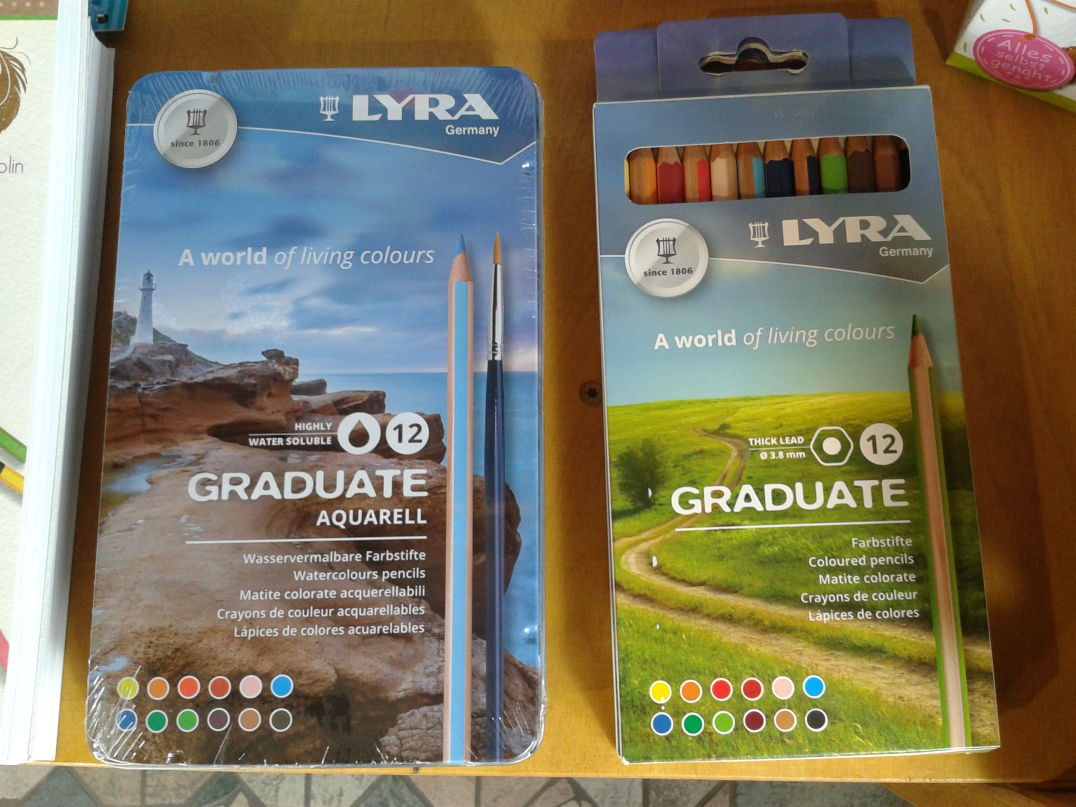 since 1806
LYRA
Germany
A world of living colours
HIGHLY
WATER SOLUBLE
12
GRADUATE
AQUARELL
Wasservermalbare Farbstifte
Watercolours pencils
Matite colorate acquerellabili
Crayons de couleur acquarellables
Lápices de colores acuarelables
LYRA
Germany
since 1806
A world of living colours
THICK LEAD
Ø 3.8 mm
12
GRADUATE
Farbstifte
Coloured pencils
Matite colorate
Crayons de couleur
Lápices de colores
Alles
selbst
genäht
olin